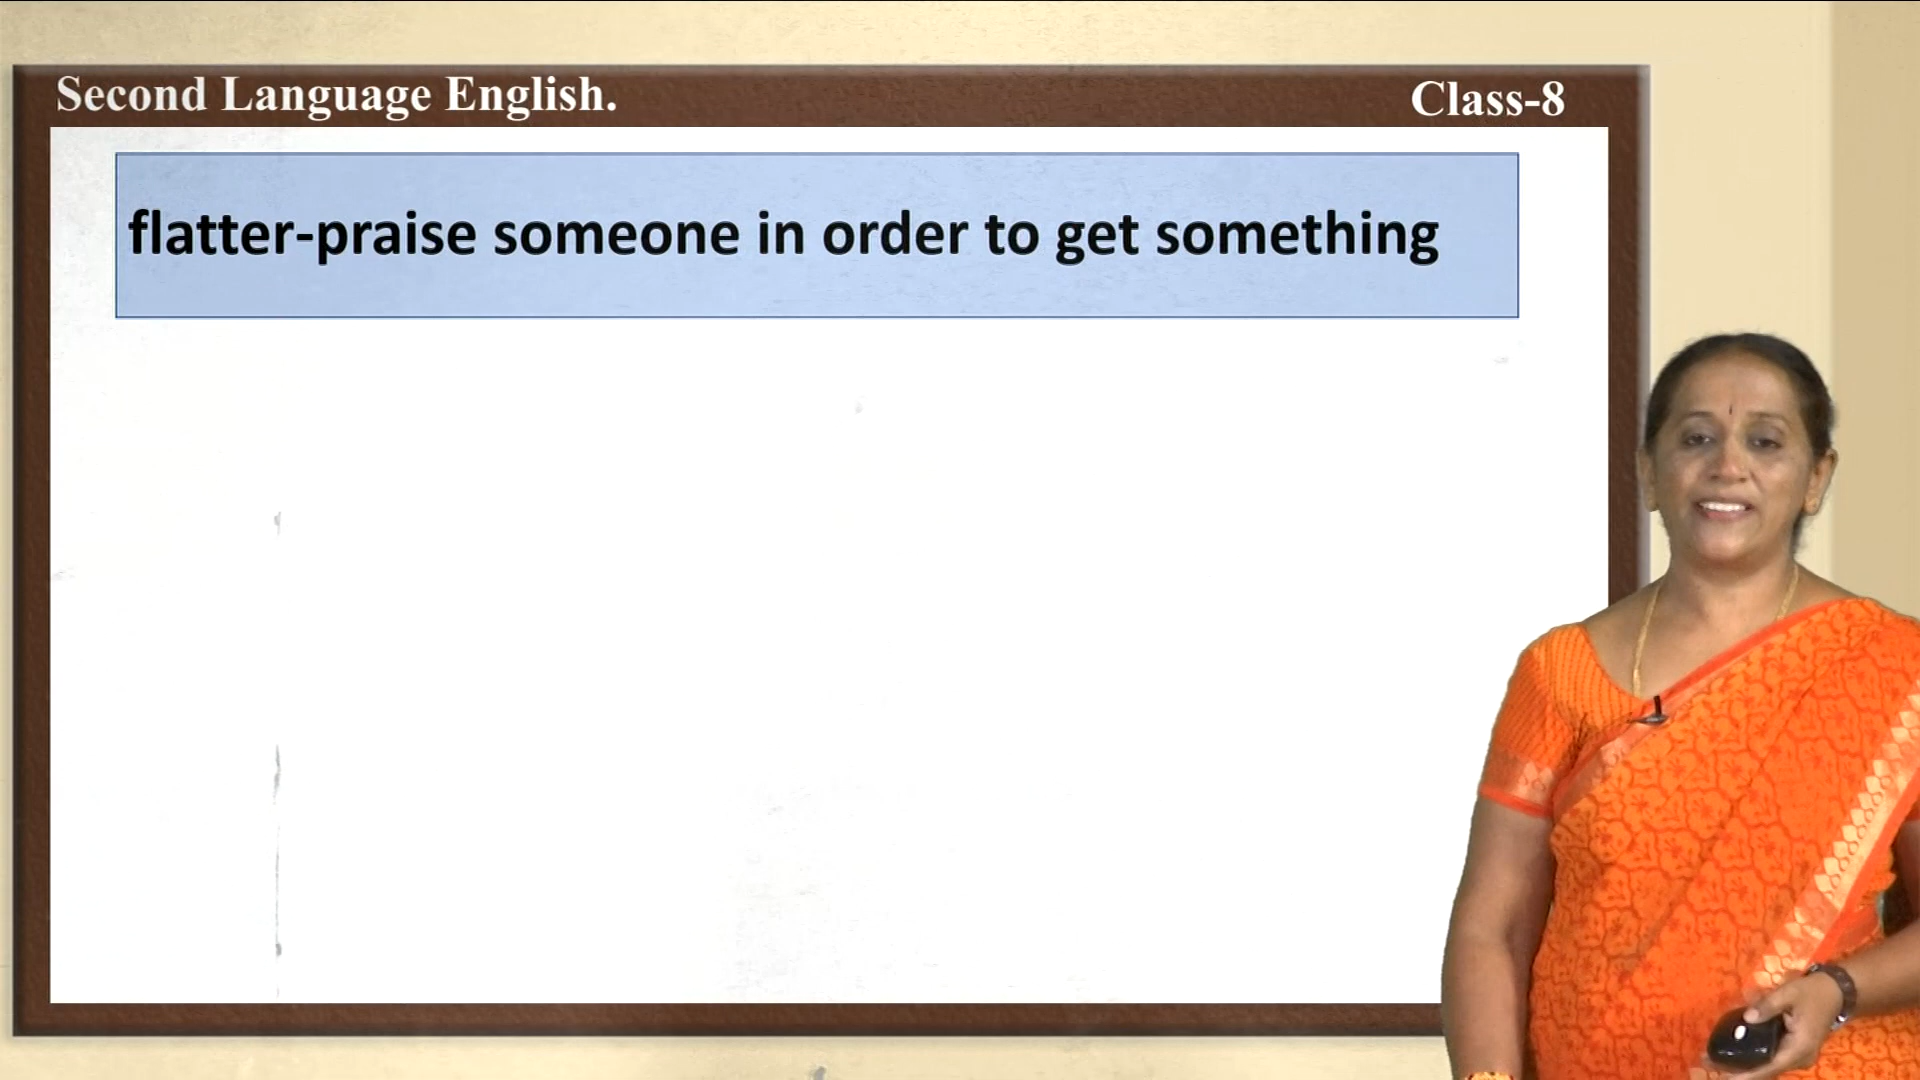 Second Language English.
Class-8
flatter-praise someone in order to get something